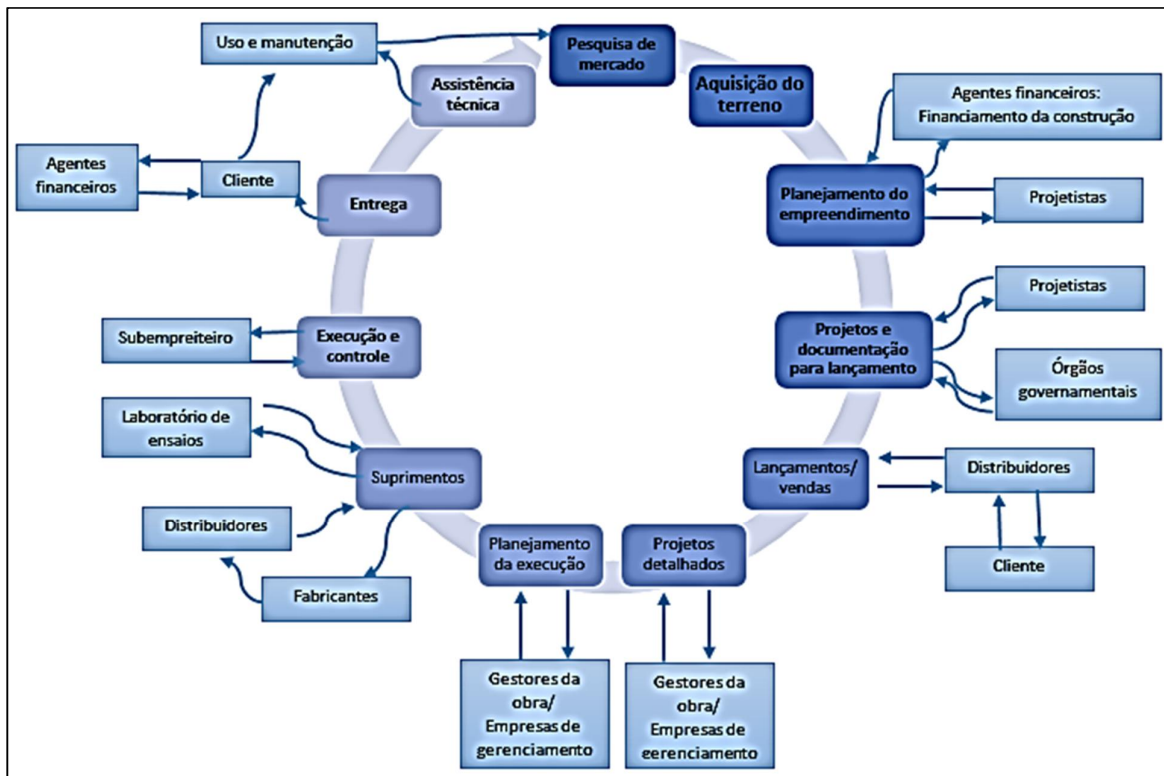 Uso e manutenção
Pesquisa de
mercado
Assistência
técnica
Aquisição do
terreno
Agentes financeiros:
Financiamento da construção
Agentes
financeiros
Cliente
Entrega
Planejamento do
empreendimento
Projetistas
Projetistas
Subempreiteiro
Execução e
controle
Projetos e
documentação
para lançamento
Órgãos
governamentais
Laboratório de
ensaios
Suprimentos
Lançamentos/
vendas
Distribuidores
Distribuidores
Planejamento
da execução
Projetos
detalhados
Cliente
Fabricantes
Gestores da
obra/
Empresas de
gerenciamento
Gestores da
obra/
Empresas de
gerenciamento